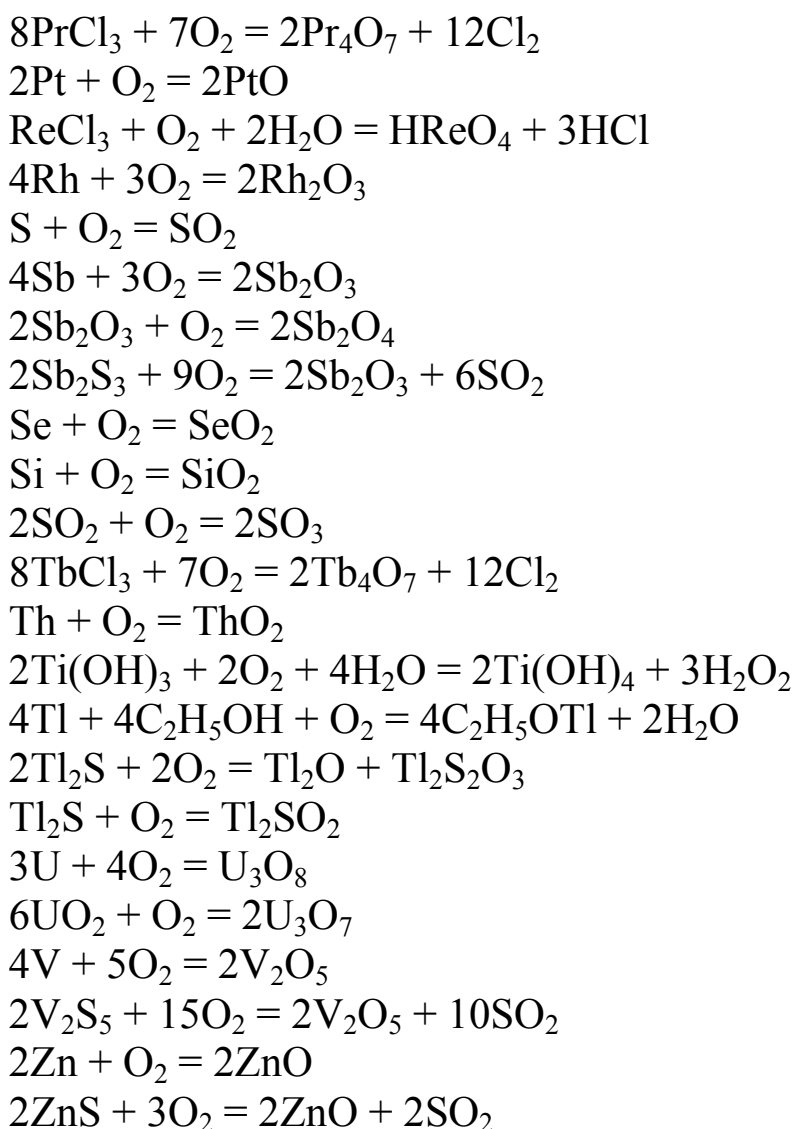 8PrCl₃ + 7O₂ = 2Pr₄O₇ + 12Cl₂
2Pt + O₂ = 2PtO
ReCl₃ + O₂ + 2H₂O = HReO₄ + 3HCl
4Rh + 3O₂ = 2Rh₂O₃
S + O₂ = SO₂
4Sb + 3O₂ = 2Sb₂O₃
2Sb₂O₃ + O₂ = 2Sb₂O₄
2Sb₂S₃ + 9O₂ = 2Sb₂O₃ + 6SO₂
Se + O₂ = SeO₂
Si + O₂ = SiO₂
2SO₂ + O₂ = 2SO₃
8TbCl₃ + 7O₂ = 2Tb₄O₇ + 12Cl₂
Th + O₂ = ThO₂
2Ti(OH)₃ + 2O₂ + 4H₂O = 2Ti(OH)₄ + 3H₂O₂
4Tl + 4C₂H₅OH + O₂ = 4C₂H₅OTl + 2H₂O
2Tl₂S + 2O₂ = Tl₂O + Tl₂S₂O₃
Tl₂S + O₂ = Tl₂SO₂
3U + 4O₂ = U₃O₈
6UO₂ + O₂ = 2U₃O₇
4V + 5O₂ = 2V₂O₅
2V₂S₅ + 15O₂ = 2V₂O₅ + 10SO₂
2Zn + O₂ = 2ZnO
2ZnS + 3O₂ = 2ZnO + 2SO₂